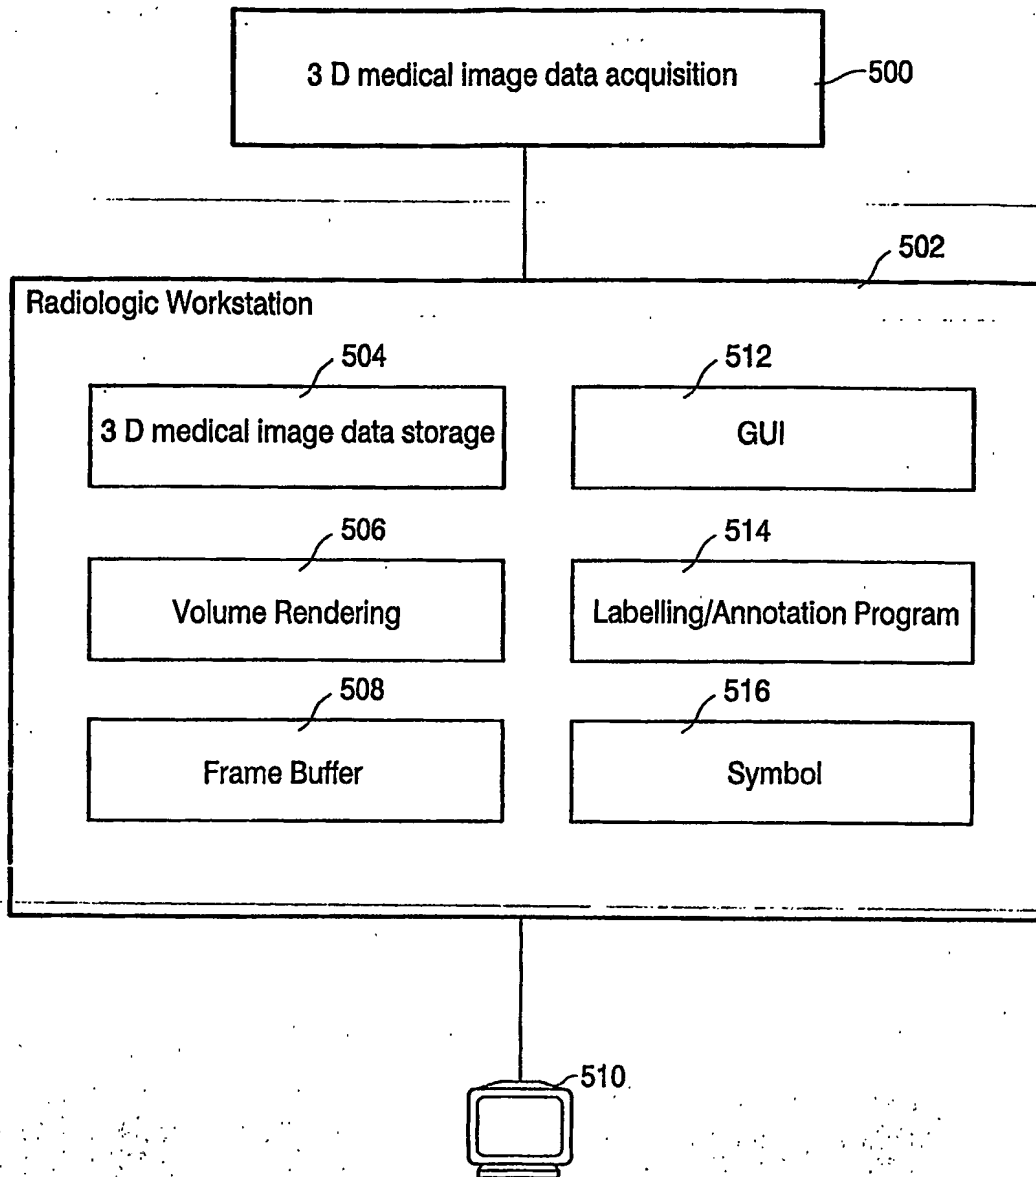 3 D medical image data acquisition
500
502
Radiologic Workstation
504
512
3 D medical image data storage
GUI
506
514
Volume Rendering
Labelling/Annotation Program
508
516
Frame Buffer
Symbol
510